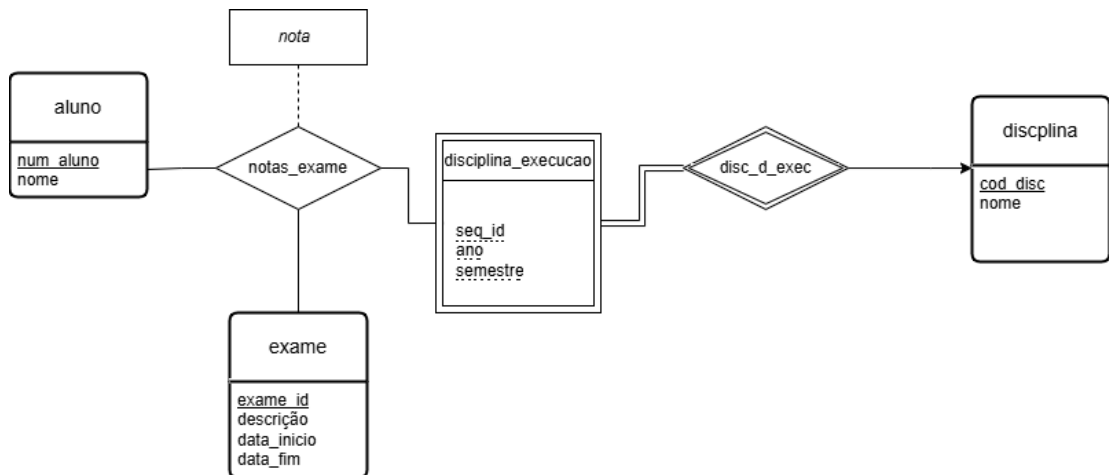 nota
aluno
num_aluno
nome
notas_exame
disciplina_execucao
seq_id
ano
semestre
disc_d_exec
discplina
cod_disc
nome
exame
exame_id
descrição
data_inicio
data_fim